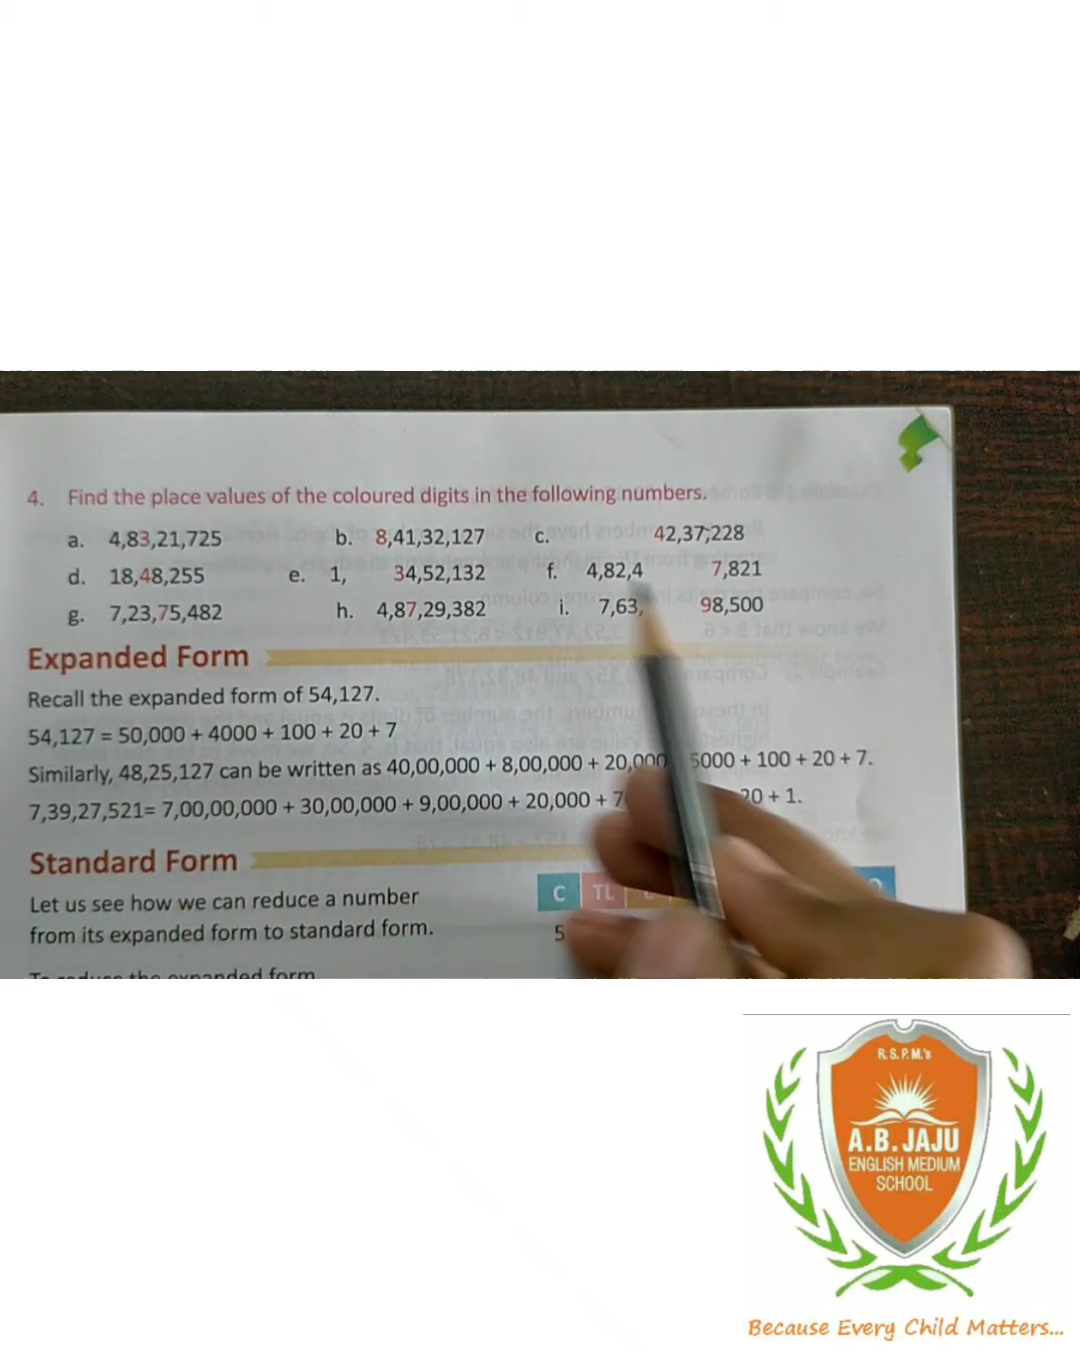 4. Find the place values of the coloured digits in the following numbers.
a. 4,83,21,725 b. 8,41,32,127 c. 42,37,228
d. 18,48,255 e. 1, 34,52,132 f. 4,82,4 7,821
g. 7,23,75,482 h. 4,87,29,382 i. 7,63, 98,500
Expanded Form
Recall the expanded form of 54,127.
54,127 = 50,000 + 4000 + 100 + 20 + 7
Similarly, 48,25,127 can be written as 40,00,000 + 8,00,000 + 20,000 5000 + 100 + 20 + 7.
7,39,27,521= 7,00,00,000 + 30,00,000 + 9,00,000 + 20,000 + 7 20 + 1.
Standard Form
Let us see how we can reduce a number
from its expanded form to standard form.
C TL
5
To reduce the expanded form
R.S.P.M.'s
A.B. JAJU
ENGLISH MEDIUM
SCHOOL
Because Every Child Matters...